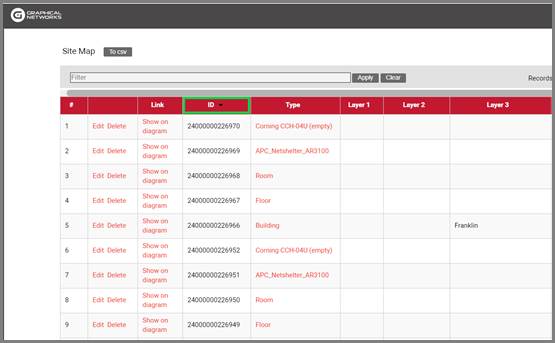 GRAPHICAL
NETWORKS
Site Map To csv
Filter Apply Clear Records
# Link ID Type Layer 1 Layer 2 Layer 3
1 Edit Delete Show on diagram 24000000226970 Corning CCH-04U (empty)
2 Edit Delete Show on diagram 24000000226969 APC_Netshelter_AR3100
3 Edit Delete Show on diagram 24000000226968 Room
4 Edit Delete Show on diagram 24000000226967 Floor
5 Edit Delete Show on diagram 24000000226966 Building Franklin
6 Edit Delete Show on diagram 24000000226952 Corning CCH-04U (empty)
7 Edit Delete Show on diagram 24000000226951 APC_Netshelter_AR3100
8 Edit Delete Show on diagram 24000000226950 Room
9 Edit Delete Show on diagram 24000000226949 Floor